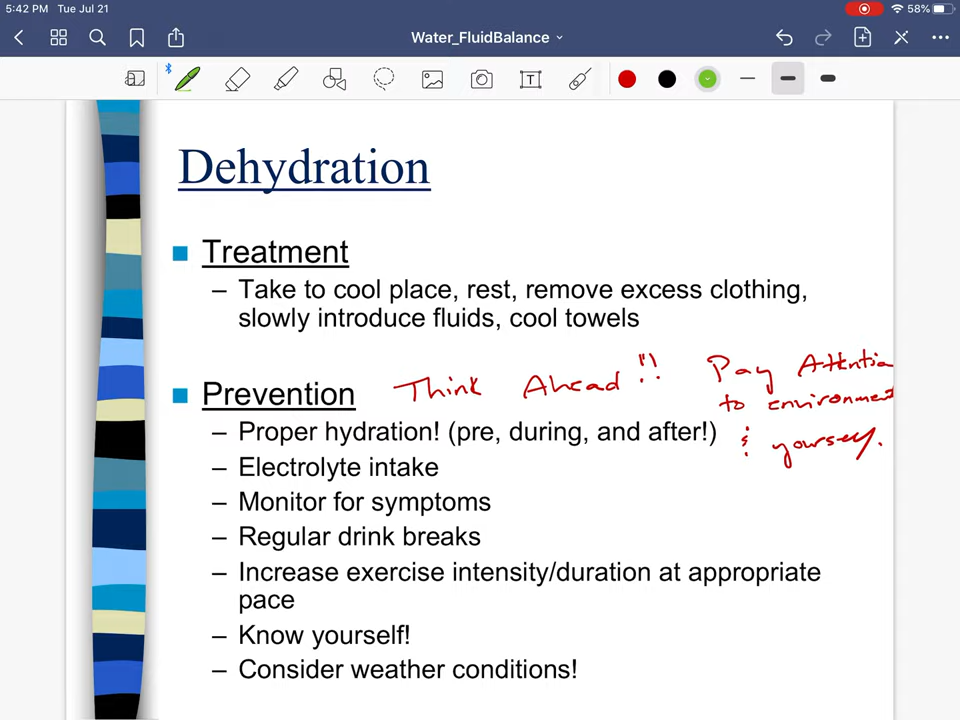 5:42 PM Tue Jul 21
58%
Water_FluidBalance
T
Dehydration
Treatment
– Take to cool place, rest, remove excess clothing,
slowly introduce fluids, cool towels
Prevention Think Ahead!!! Pay Attention
to environment
– Proper hydration! (pre, during, and after!) & yourself.
– Electrolyte intake
– Monitor for symptoms
– Regular drink breaks
– Increase exercise intensity/duration at appropriate
pace
– Know yourself!
– Consider weather conditions!